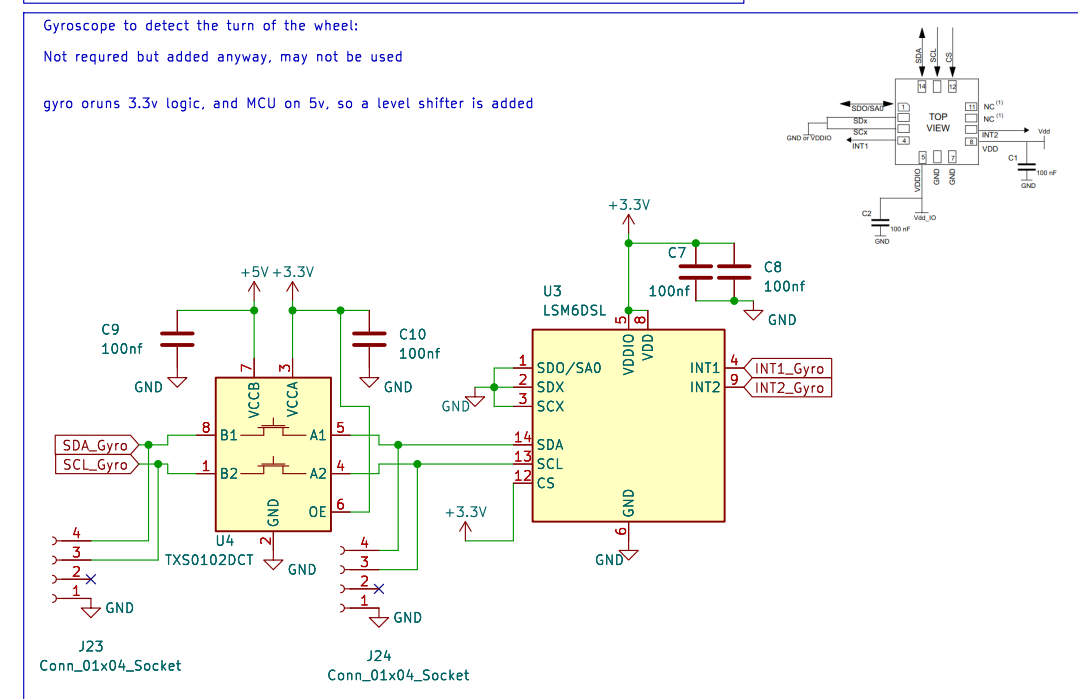 Gyroscope to detect the turn of the wheel:
Not requred but added anyway, may not be used
gyro oruns 3.3v logic, and MCU on 5v, so a level shifter is added
SDA
SCL
CS
14
12
SDO/SA0
1
11
NC (1)
SDx
TOP
NC (1)
GND or VDDIO
SCx
VIEW
INT2
Vdd
4
INT1
8
VDD
5
7
C1
100 nF
GND
VDDIO
GND
GND
C2
100 nF
Vdd_IO
GND
+3.3V
C7
100nf
C8
100nf
GND
U3
LSM6DSL
5
8
VDDIO
VDD
1
SDO/SA0
2
SDX
3
SCX
GND
INT1
4
INT1_Gyro
INT2
9
INT2_Gyro
14
SDA
13
SCL
12
CS
+3.3V
GND
6
GND
+5V
+3.3V
C9
100nf
GND
C10
100nf
GND
7
3
VCCB
VCCA
SDA_Gyro
8
B1
A1
5
SCL_Gyro
1
B2
A2
4
GND
OE
6
U4
2
TXS0102DCT
GND
4
3
2
1
GND
J23
Conn_01x04_Socket
4
3
2
1
GND
J24
Conn_01x04_Socket